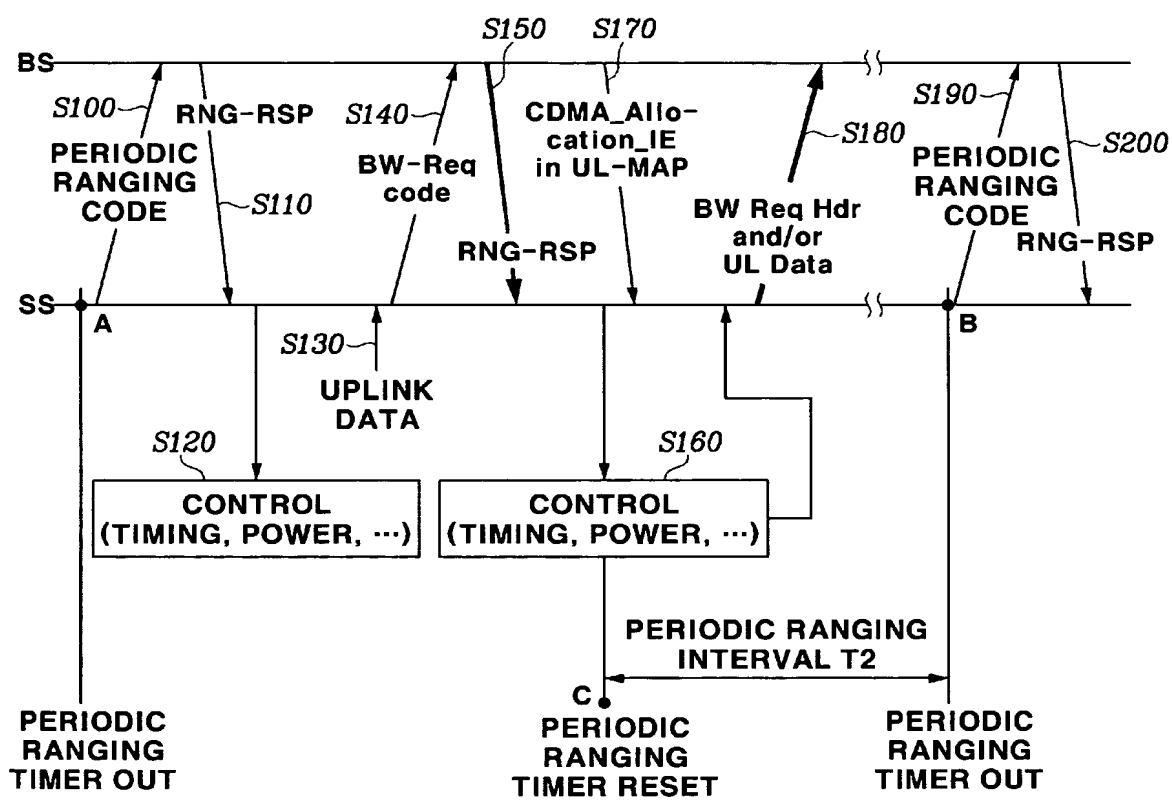 S150
S170
BS
S100
RNG-RSP
S140
CDMA_Allo-
cation_IE
in UL-MAP
S180
S190
S200
PERIODIC
RANGING
CODE
S110
BW-Req
code
RNG-RSP
BW Req Hdr
and/or
UL Data
PERIODIC
RANGING
CODE
RNG-RSP
SS
A
B
S130
UPLINK
DATA
S120
S160
CONTROL
(TIMING, POWER, ···)
CONTROL
(TIMING, POWER, ···)
PERIODIC RANGING
INTERVAL T2
C
PERIODIC
RANGING
TIMER OUT
PERIODIC
RANGING
TIMER RESET
PERIODIC
RANGING
TIMER OUT